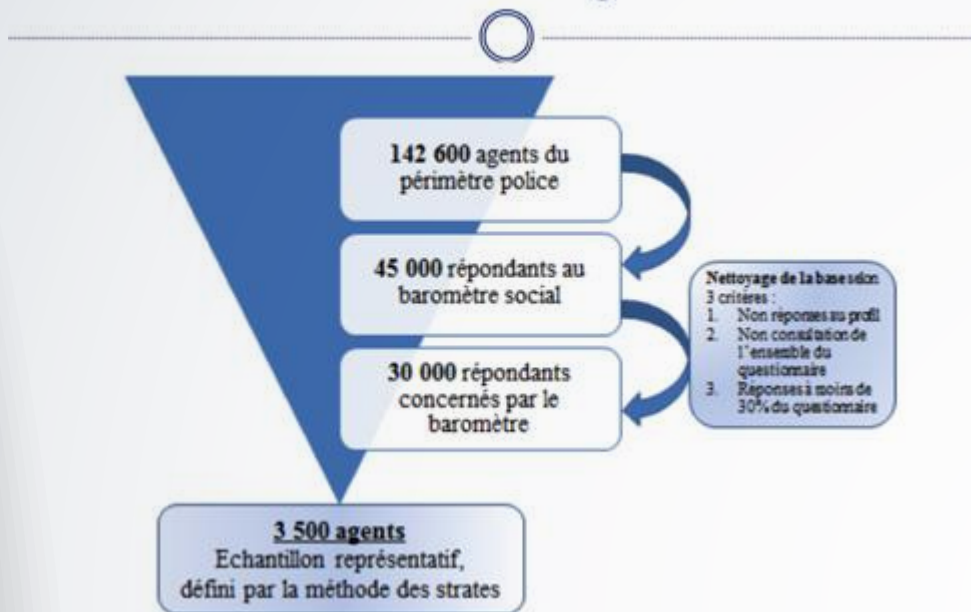 142 600 agents du
périmètre police
45 000 répondants au
baromètre social
30 000 répondants
concernés par le
baromètre
Nettoyage de la base selon
3 critères :
1. Non réponses au profil
2. Non consultation de
l'ensemble du
questionnaire
3. Réponses à moins de
30% du questionnaire
3 500 agents
Echantillon représentatif,
défini par la méthode des strates